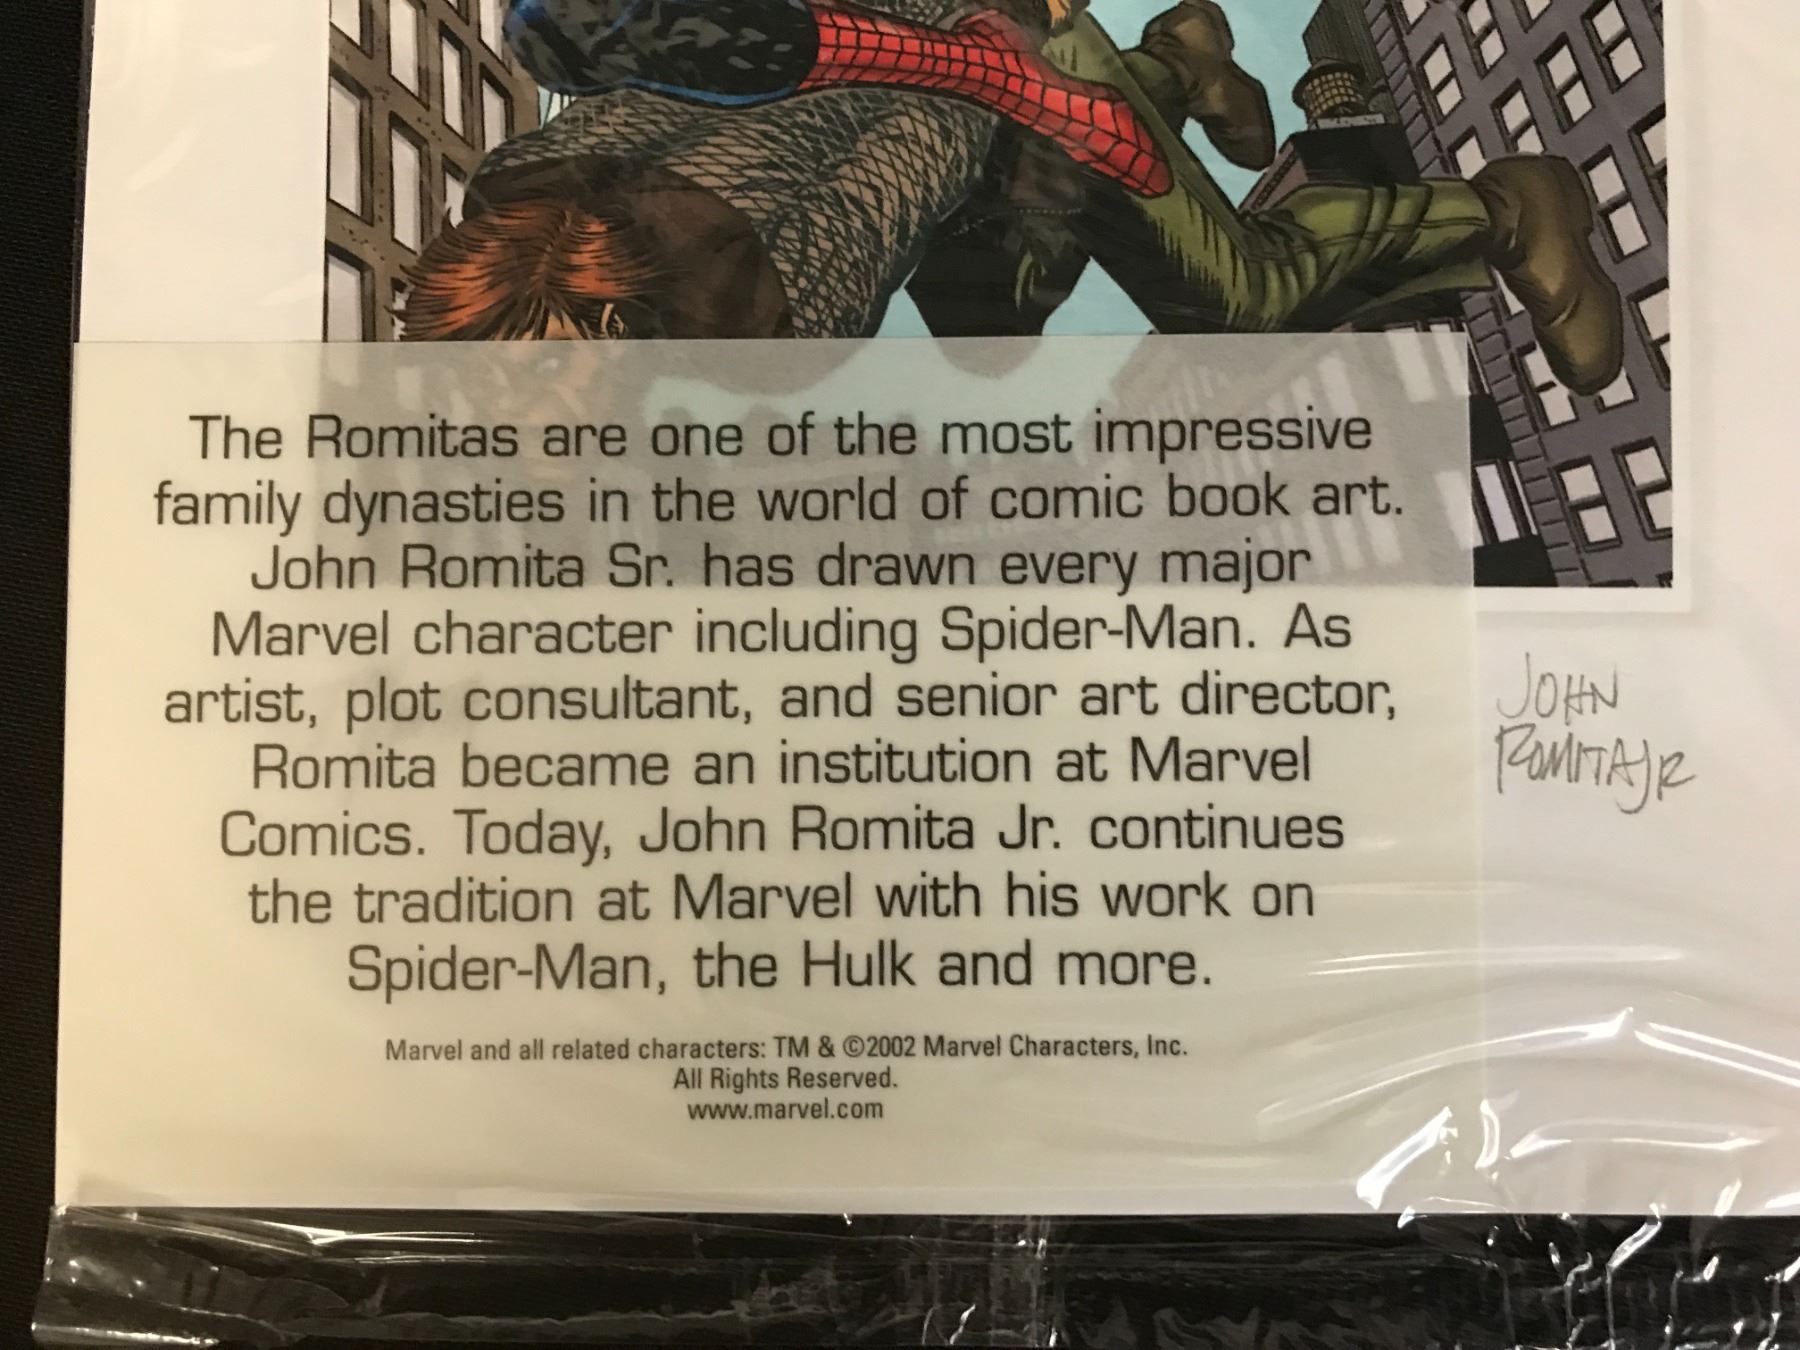 The Romitas are one of the most impressive
family dynasties in the world of comic book art.
John Romita Sr. has drawn every major
Marvel character including Spider-Man. As
artist, plot consultant, and senior art director,
Romita became an institution at Marvel
Comics. Today, John Romita Jr. continues
the tradition at Marvel with his work on
Spider-Man, the Hulk and more.
Marvel and all related characters: TM & ©2002 Marvel Characters, Inc.
All Rights Reserved.
www.marvel.com
JOHN
ROMITA JR